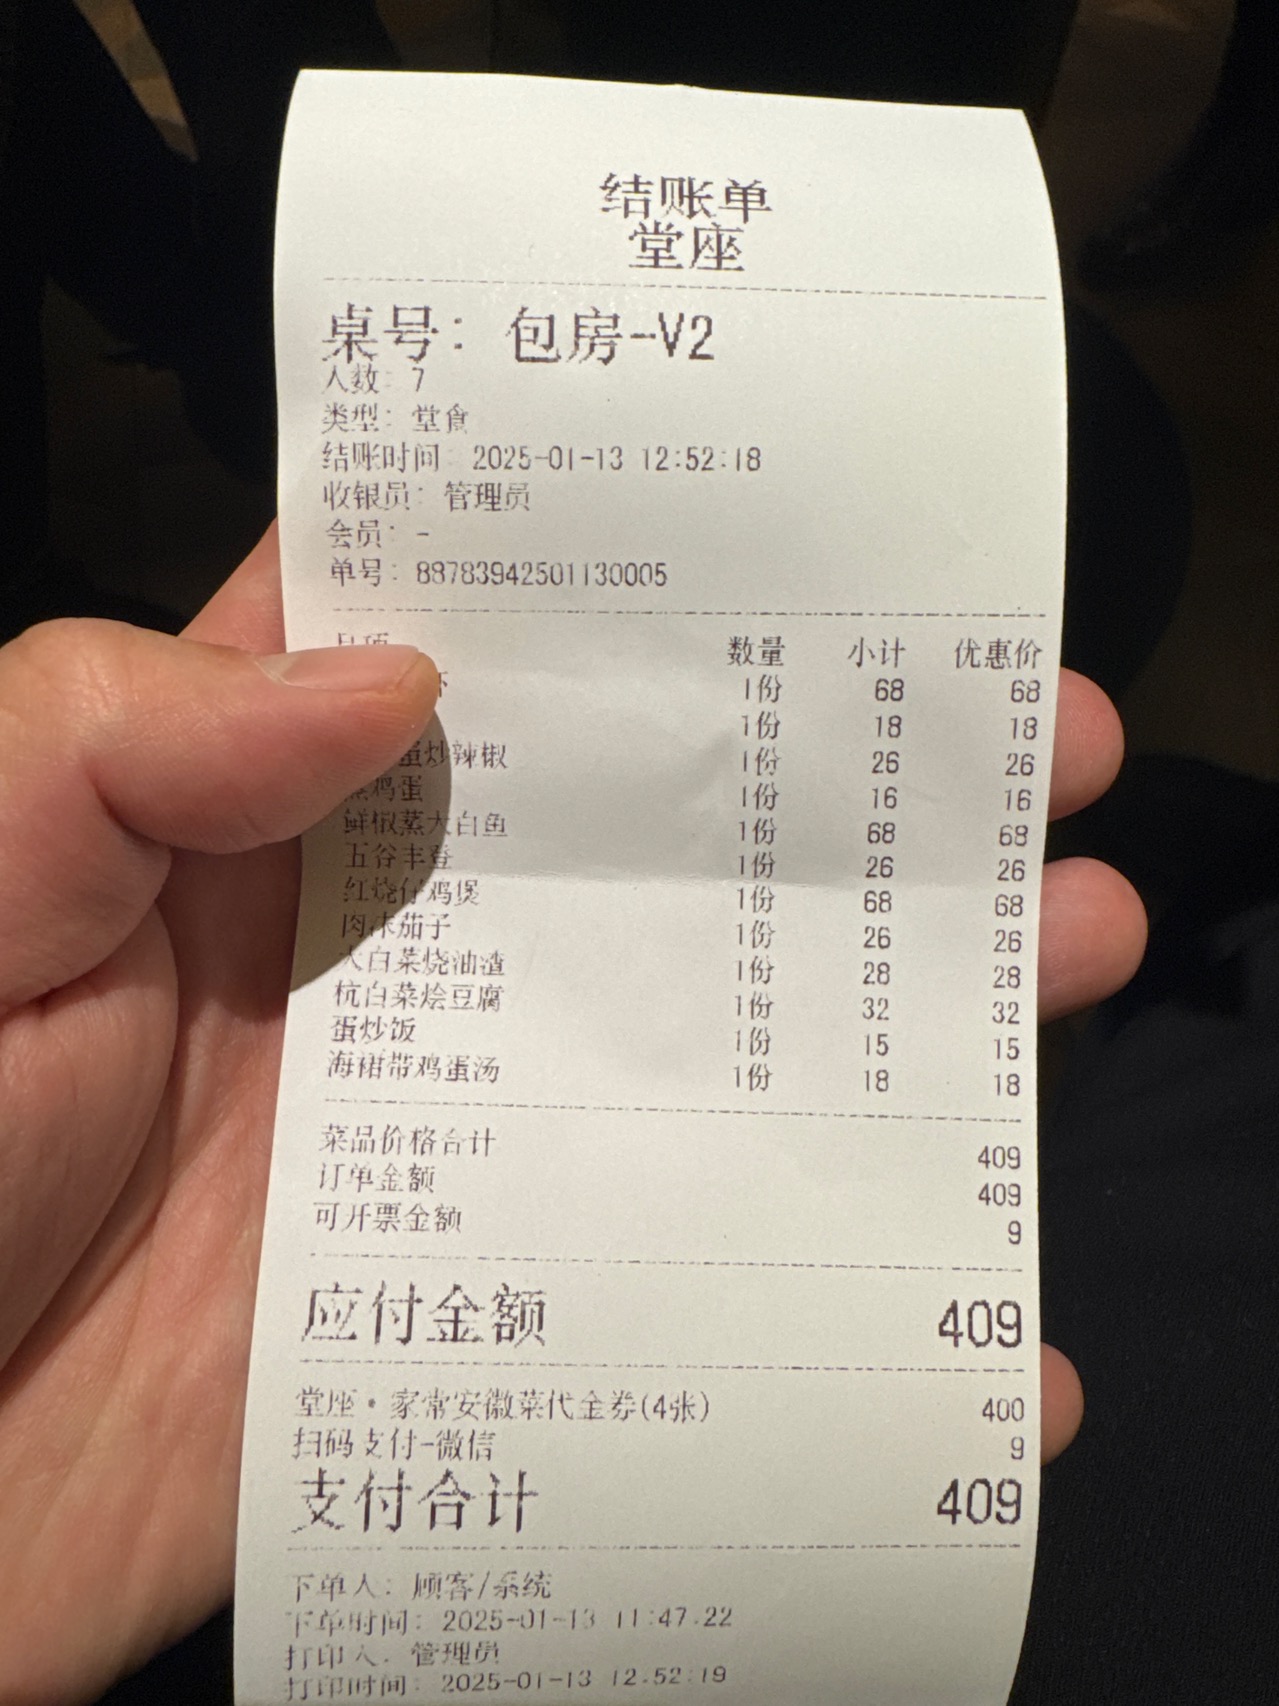 结账单
堂座
桌号： 包房-V2
人数： 7
类型： 堂食
结账时间： 2025-01-13 12:52:18
收银员： 管理员
会员： -
单号： 88783942501130005
品项 数量 小计 优惠价
1份 68 68
1份 18 18
蛋炒辣椒 1份 26 26
蒸鸡蛋 1份 16 16
鲜椒蒸大白鱼 1份 68 68
五谷丰登 1份 26 26
红烧仔鸡煲 1份 68 68
肉沫茄子 1份 26 26
大白菜烧油渣 1份 28 28
杭白菜烩豆腐 1份 32 32
蛋炒饭 1份 15 15
海裙带鸡蛋汤 1份 18 18
菜品价格合计 409
订单金额 409
可开票金额 9
应付金额 409
堂座·家常安徽菜代金券(4张) 400
扫码支付-微信 9
支付合计 409
下单人： 顾客/系统
下单时间： 2025-01-13 11:47:22
打印人： 管理员
打印时间： 2025-01-13 12:52:19